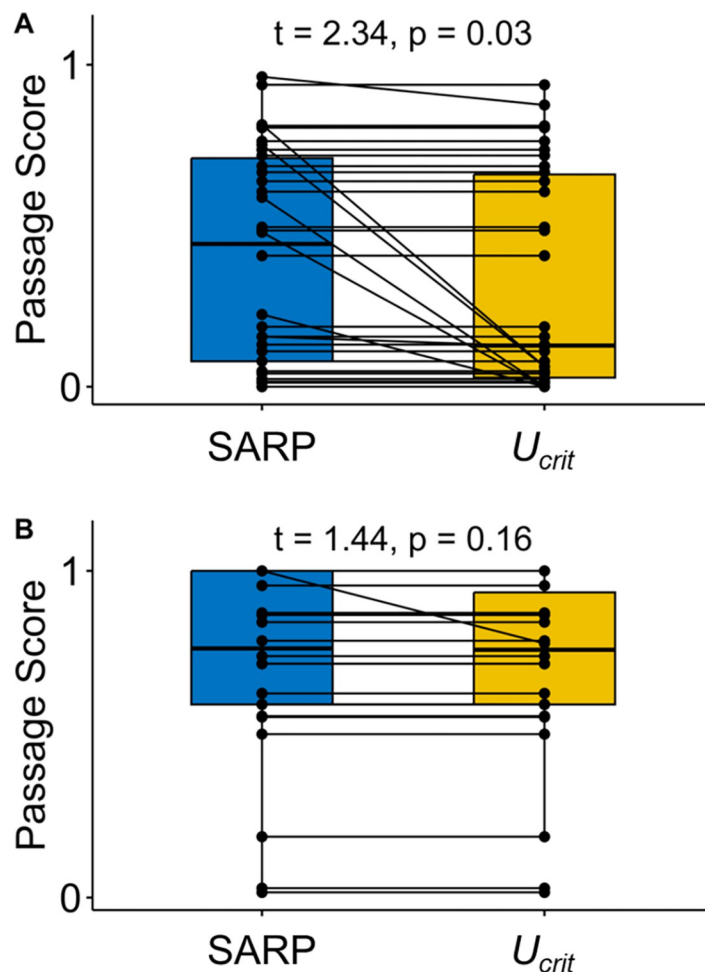 A
t = 2.34, p = 0.03
1
Passage Score
0
SARP
Ucrit
B
t = 1.44, p = 0.16
1
Passage Score
0
SARP
Ucrit